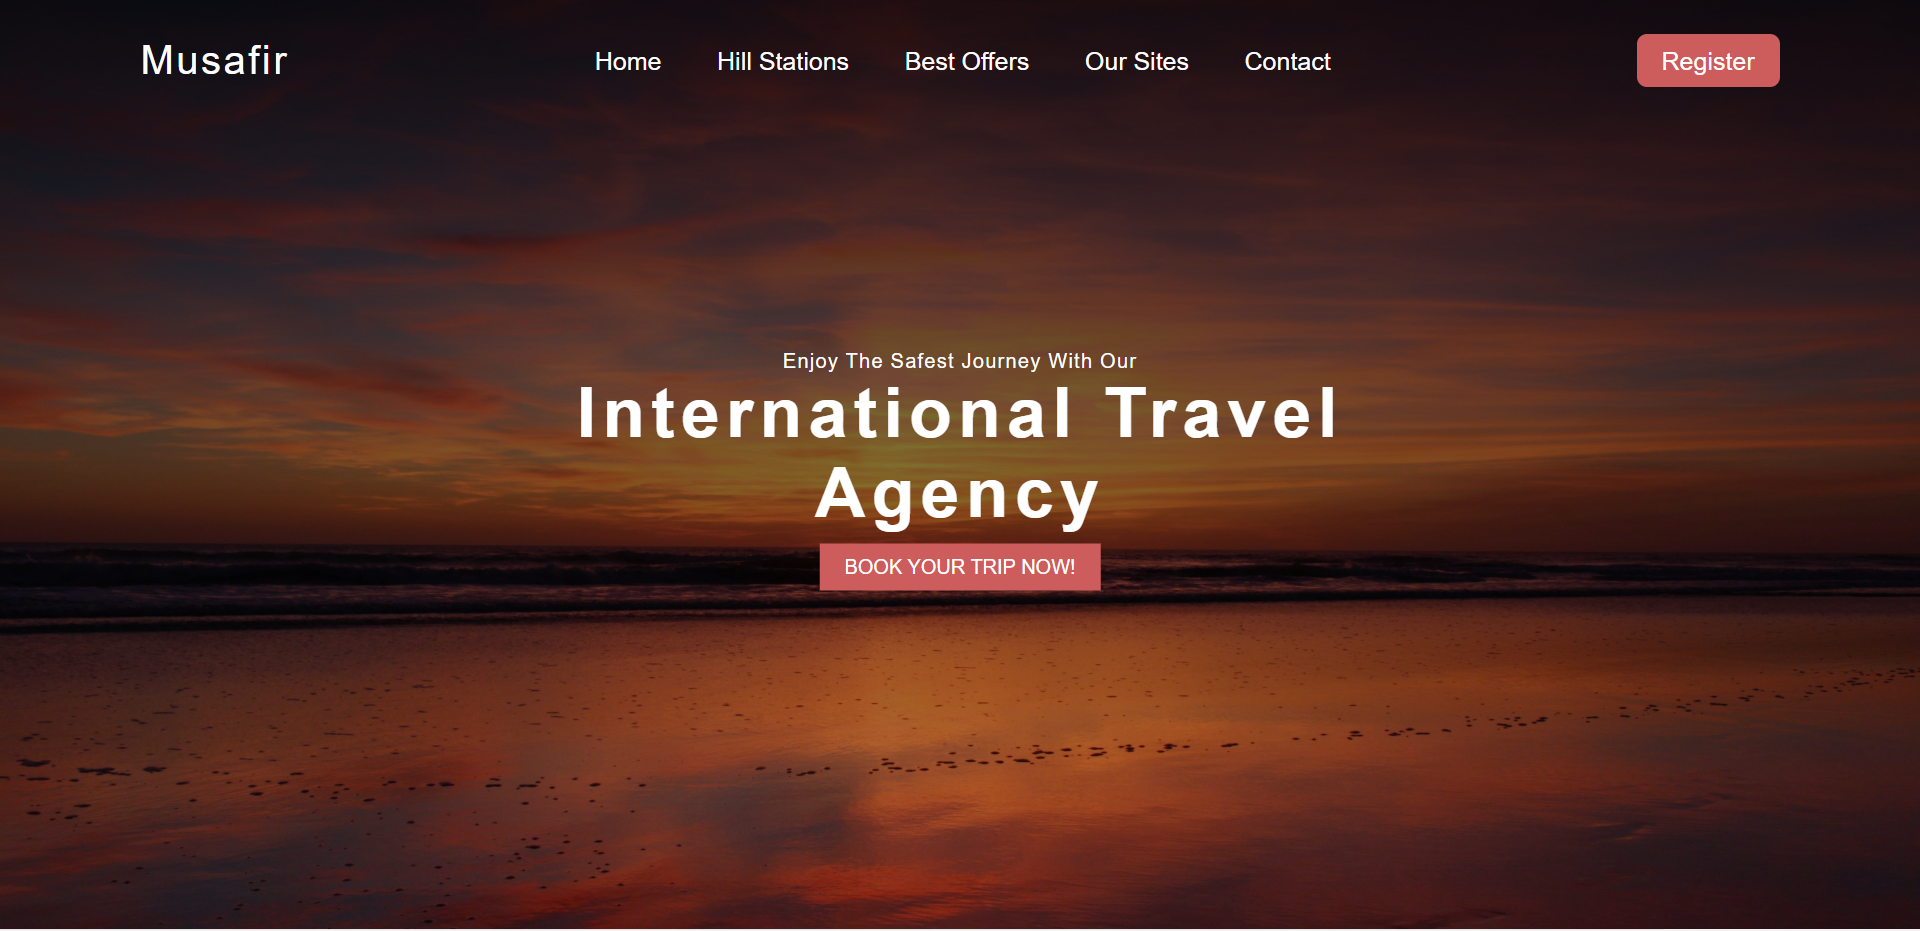 Musafir
Home
Hill Stations
Best Offers
Our Sites
Contact
Register
Enjoy The Safest Journey With Our
International Travel
Agency
BOOK YOUR TRIP NOW!